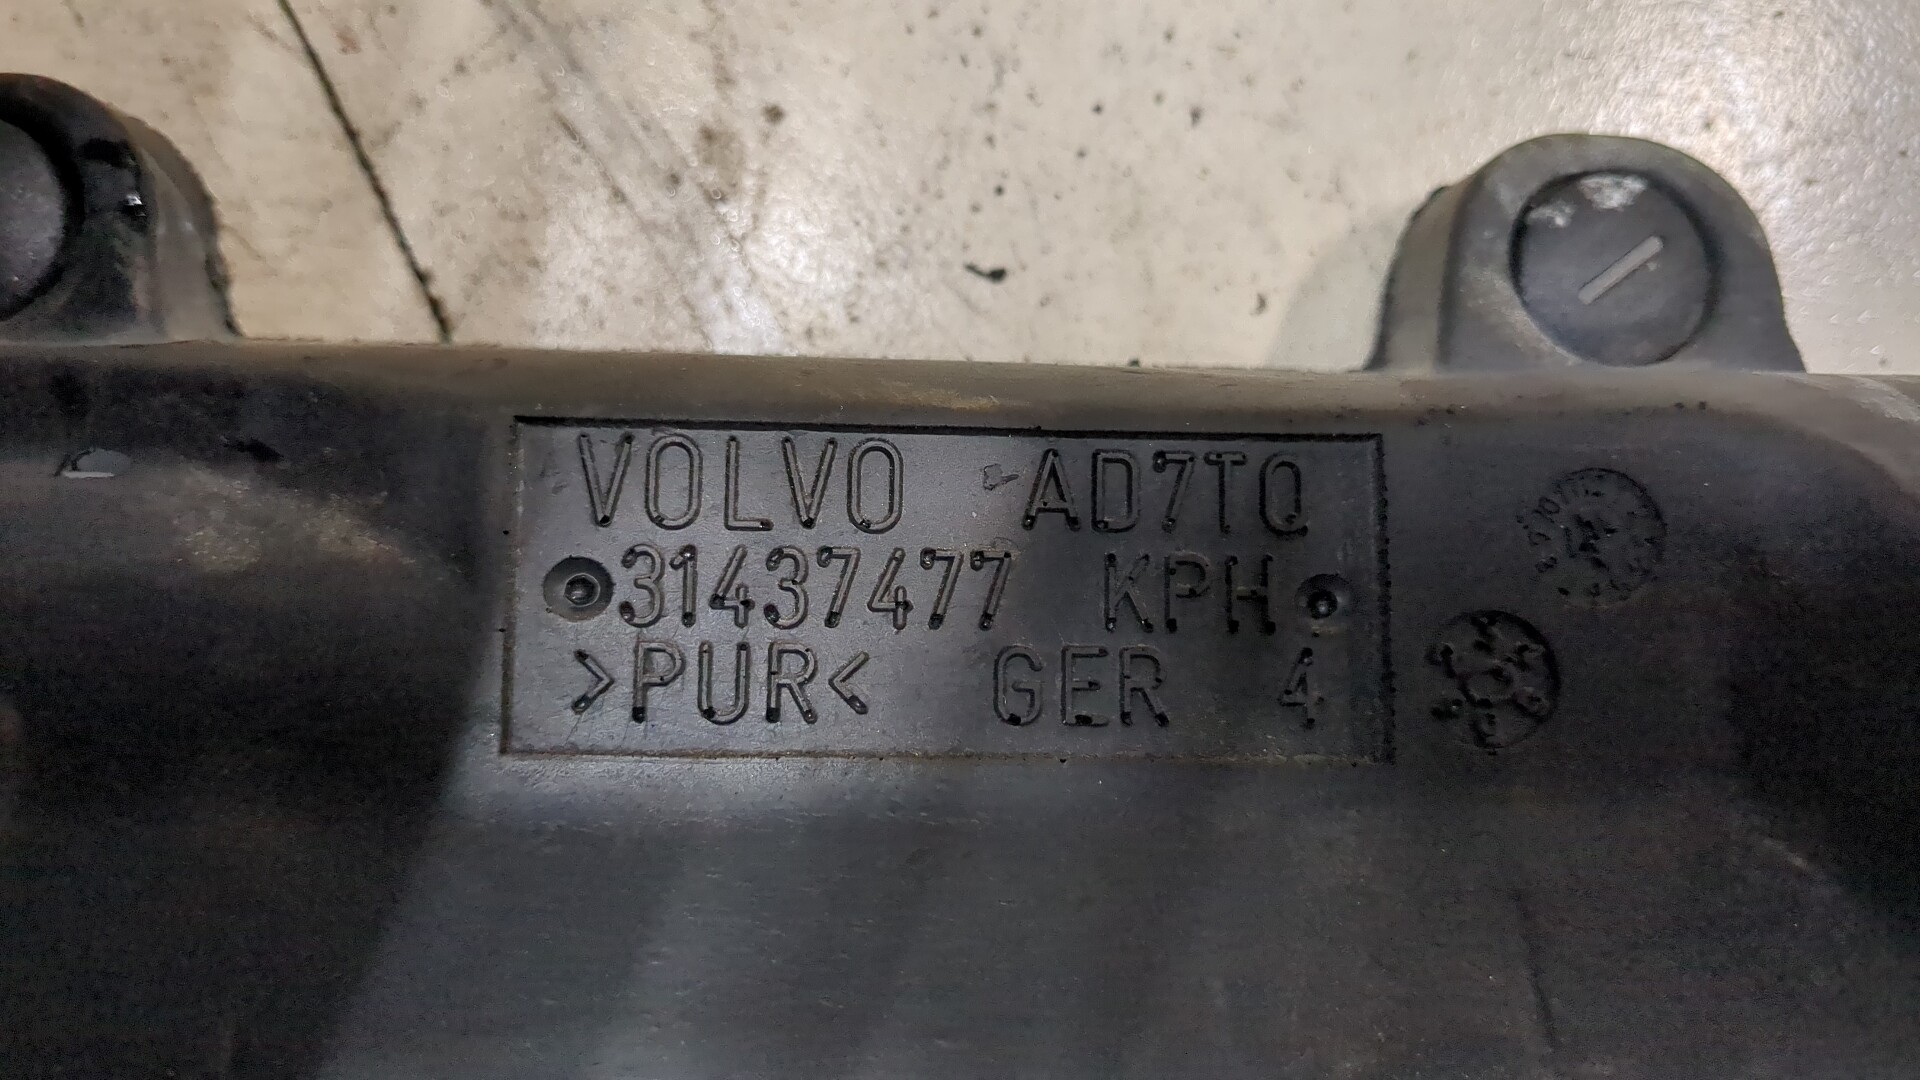 VOLVO AD7TQ
31437477 KPH
>PUR< GER 4